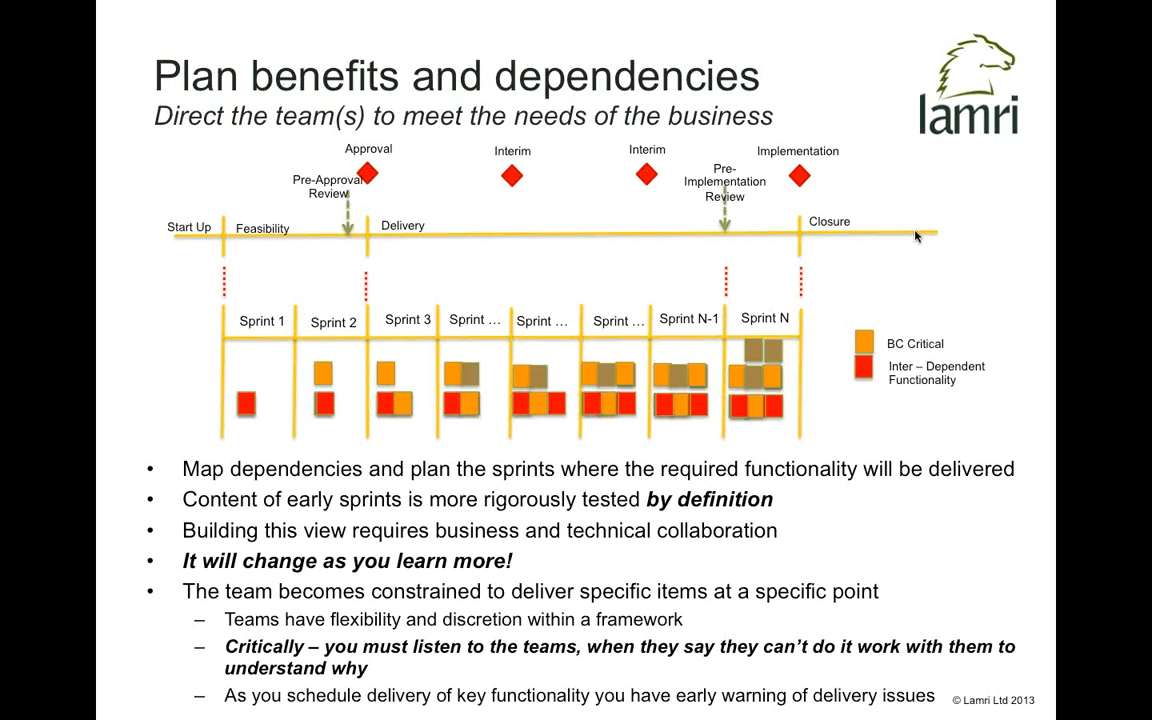 Plan benefits and dependencies
Direct the team(s) to meet the needs of the business
lamri
Approval
Interim
Interim
Implementation
Pre-Approval
Review
Pre-
Implementation
Review
Start Up
Feasibility
Delivery
Closure
Sprint 1
Sprint 2
Sprint 3
Sprint …
Sprint …
Sprint …
Sprint N-1
Sprint N
BC Critical
Inter – Dependent
Functionality
• Map dependencies and plan the sprints where the required functionality will be delivered
• Content of early sprints is more rigorously tested by definition
• Building this view requires business and technical collaboration
• It will change as you learn more!
• The team becomes constrained to deliver specific items at a specific point
– Teams have flexibility and discretion within a framework
– Critically – you must listen to the teams, when they say they can’t do it work with them to
understand why
– As you schedule delivery of key functionality you have early warning of delivery issues
© Lamri Ltd 2013